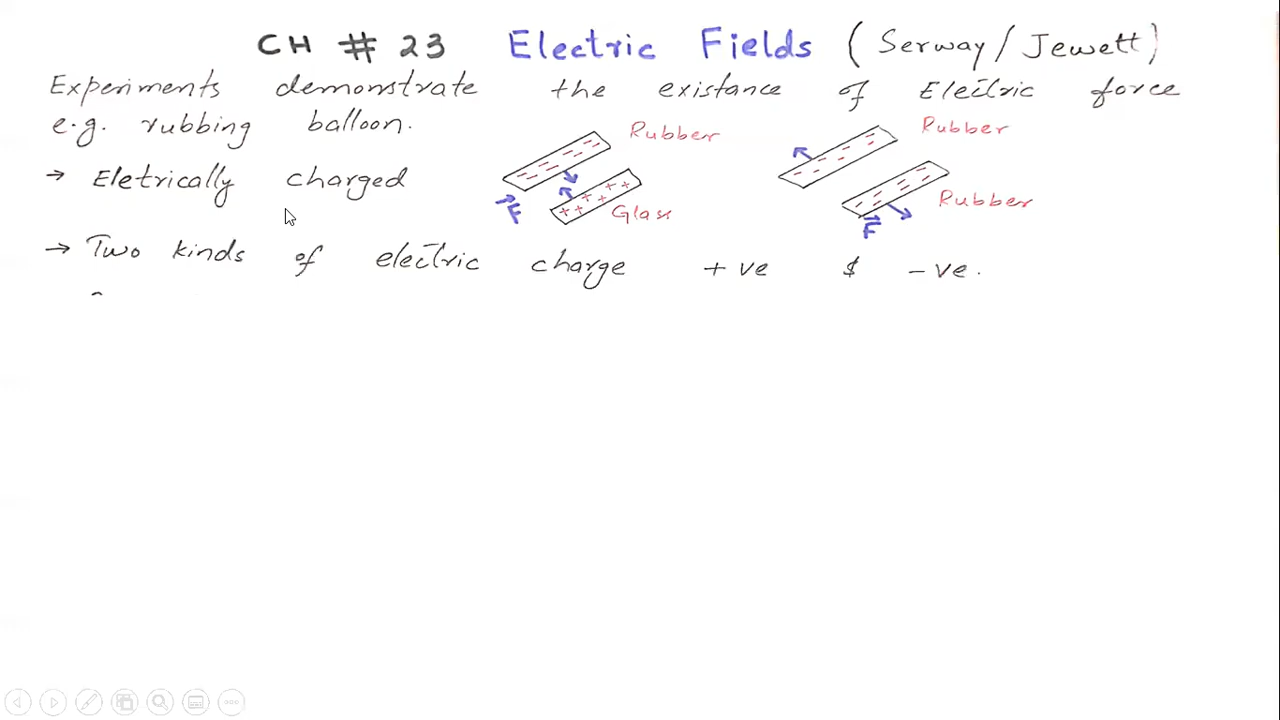 CH # 23 Electric Fields (Serway/Jewett)
Experiments demonstrate the existance of Electric force
e.g. rubbing balloon.
Rubber
Rubber
→ Eletrically charged
F
Glass
Rubber
F
→ Two kinds of electric charge +ve & -ve.